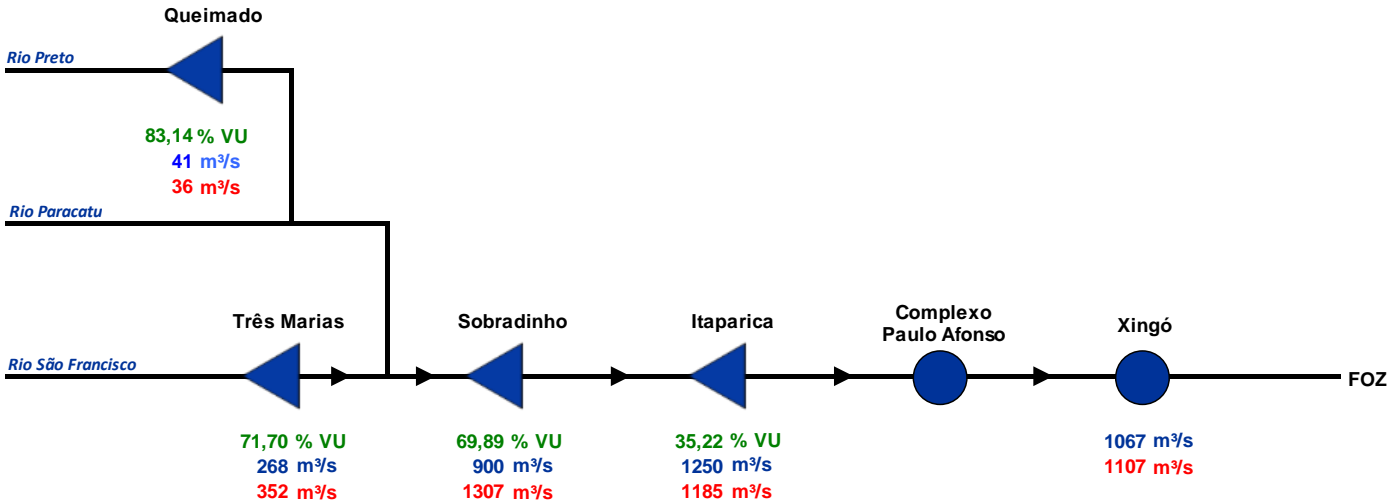 Queimado
Rio Preto
83,14 % VU
41 m³/s
36 m³/s
Rio Paracatu
Três Marias
Sobradinho
Itaparica
Complexo
Paulo Afonso
Xingó
Rio São Francisco
FOZ
71,70 % VU
268 m³/s
352 m³/s
69,89 % VU
900 m³/s
1307 m³/s
35,22 % VU
1250 m³/s
1185 m³/s
1067 m³/s
1107 m³/s